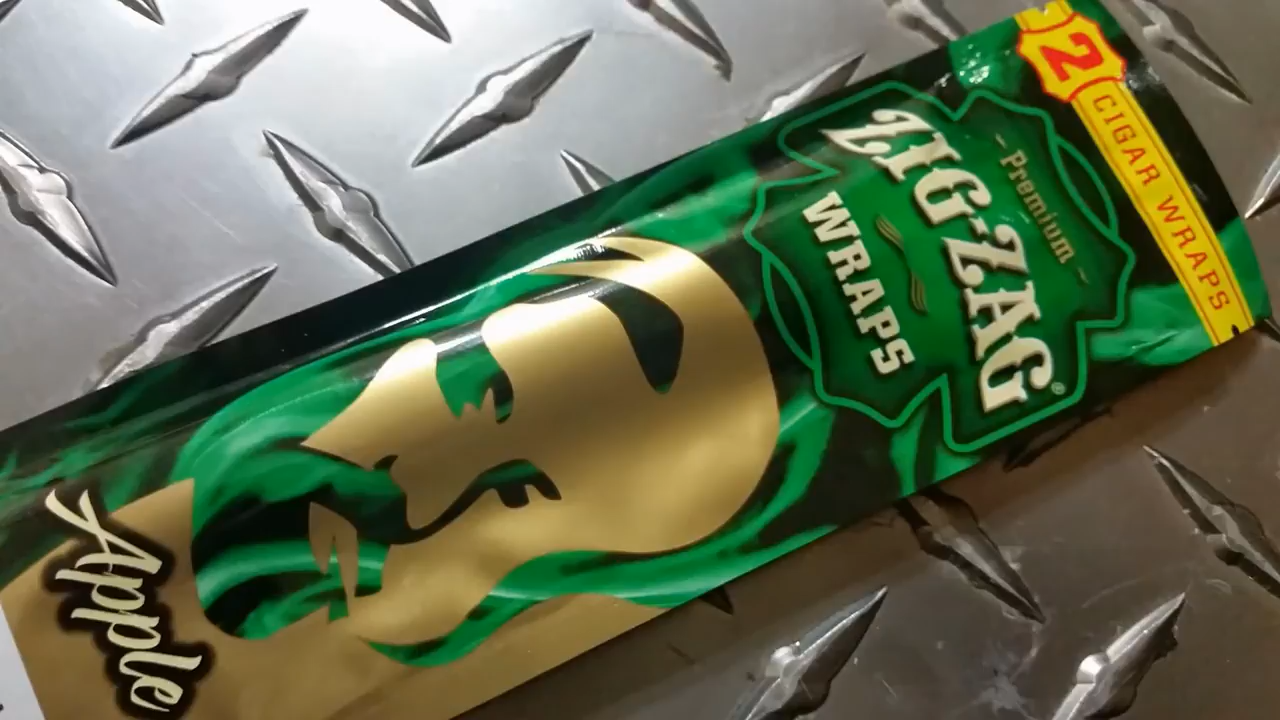 2
CIGAR WRAPS
- Premium -
ZIG-ZAG®
WRAPS
Apple